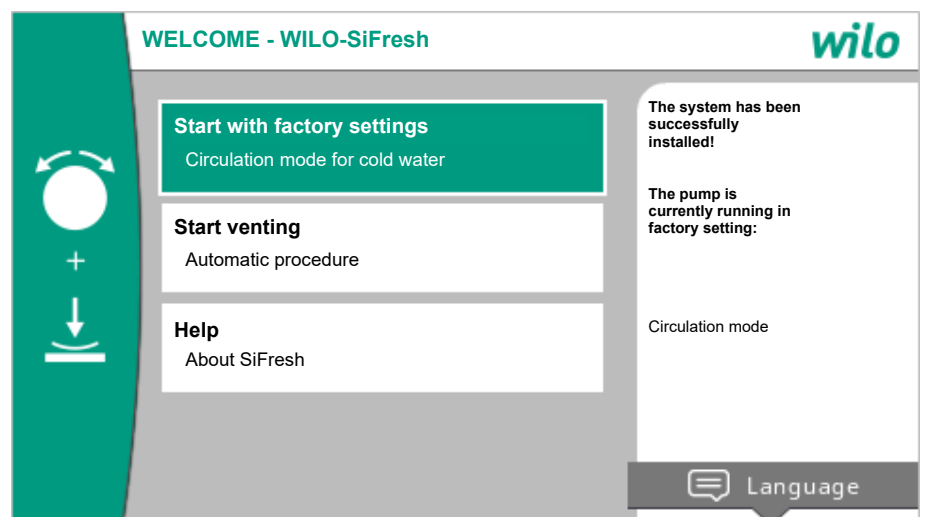 WELCOME - WILO-SiFresh
wilo
Start with factory settings
Circulation mode for cold water
Start venting
Automatic procedure
Help
About SiFresh
The system has been
successfully
installed!
The pump is
currently running in
factory setting:
Circulation mode
Language